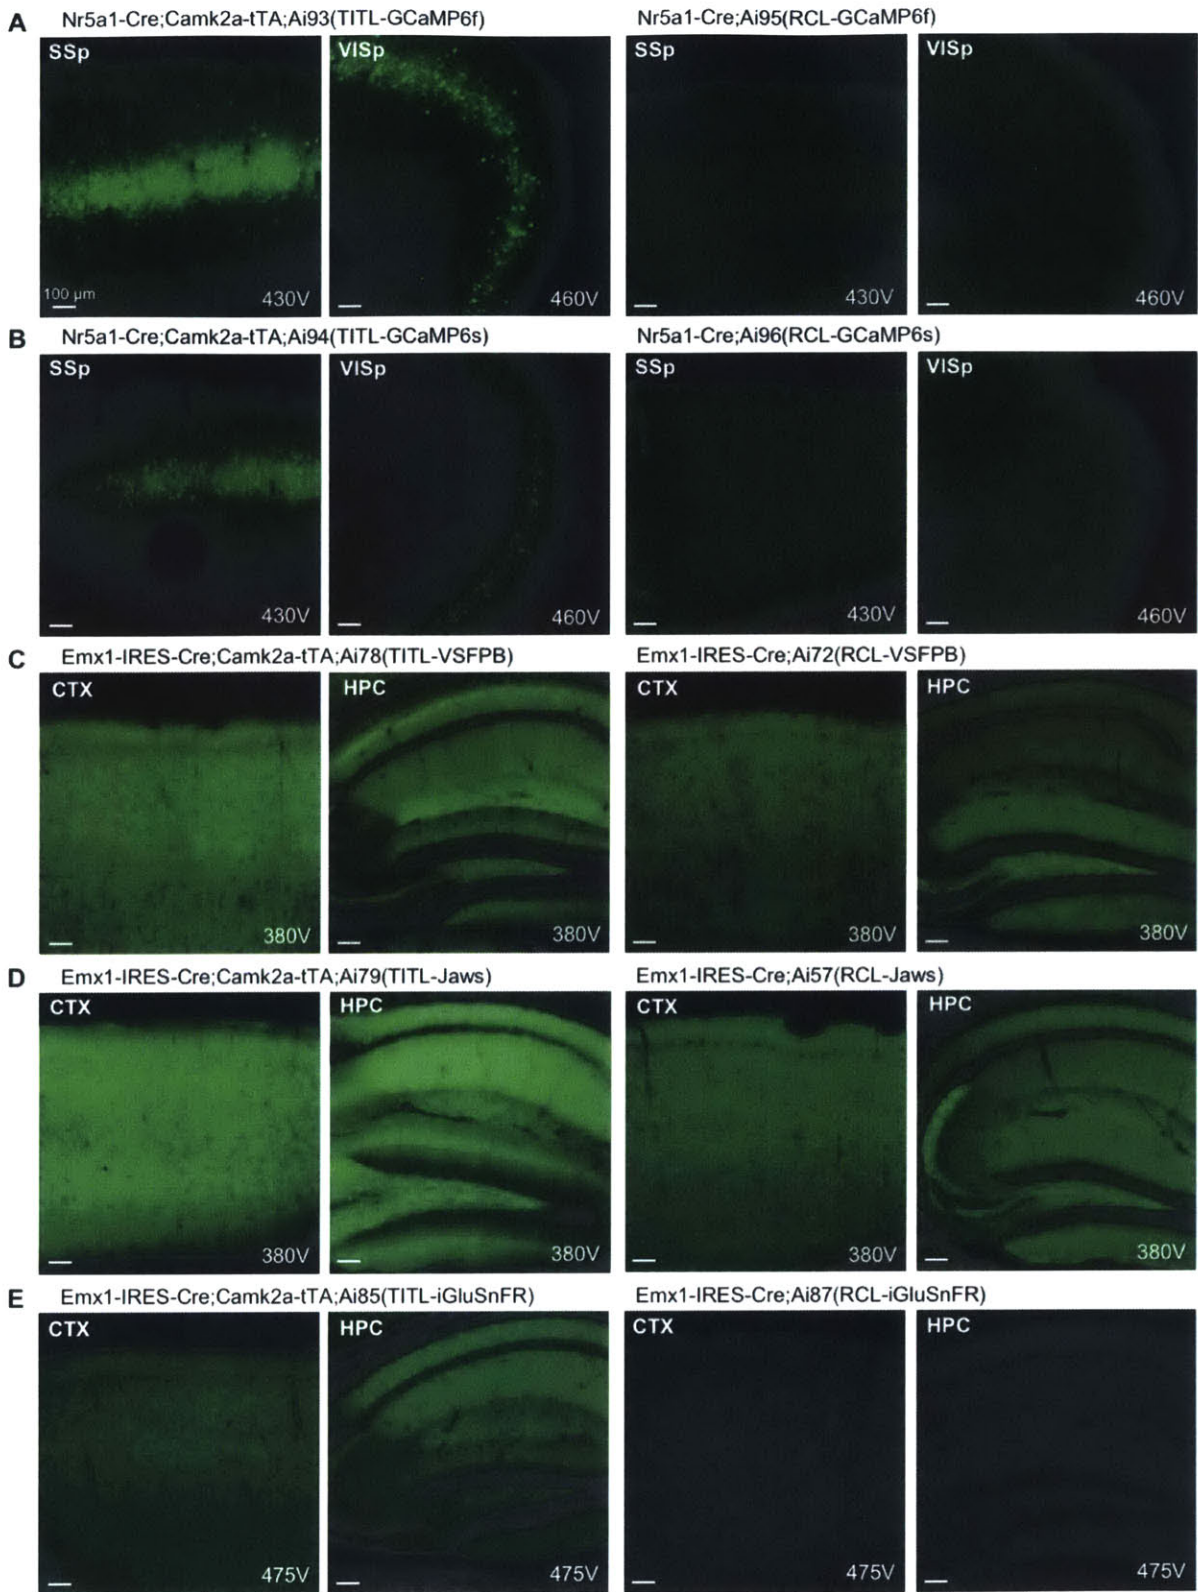 A Nr5a1-Cre;Camk2a-tTA;Ai93(TITL-GCaMP6f) Nr5a1-Cre;Ai95(RCL-GCaMP6f)
SSp VISp SSp VISp
100 µm 430V 460V 430V 460V
B Nr5a1-Cre;Camk2a-tTA;Ai94(TITL-GCaMP6s) Nr5a1-Cre;Ai96(RCL-GCaMP6s)
SSp VISp SSp VISp
430V 460V 430V 460V
C Emx1-IRES-Cre;Camk2a-tTA;Ai78(TITL-VSFPB) Emx1-IRES-Cre;Ai72(RCL-VSFPB)
CTX HPC CTX HPC
380V 380V 380V 380V
D Emx1-IRES-Cre;Camk2a-tTA;Ai79(TITL-Jaws) Emx1-IRES-Cre;Ai57(RCL-Jaws)
CTX HPC CTX HPC
380V 380V 380V 380V
E Emx1-IRES-Cre;Camk2a-tTA;Ai85(TITL-iGluSnFR) Emx1-IRES-Cre;Ai87(RCL-iGluSnFR)
CTX HPC CTX HPC
475V 475V 475V 475V